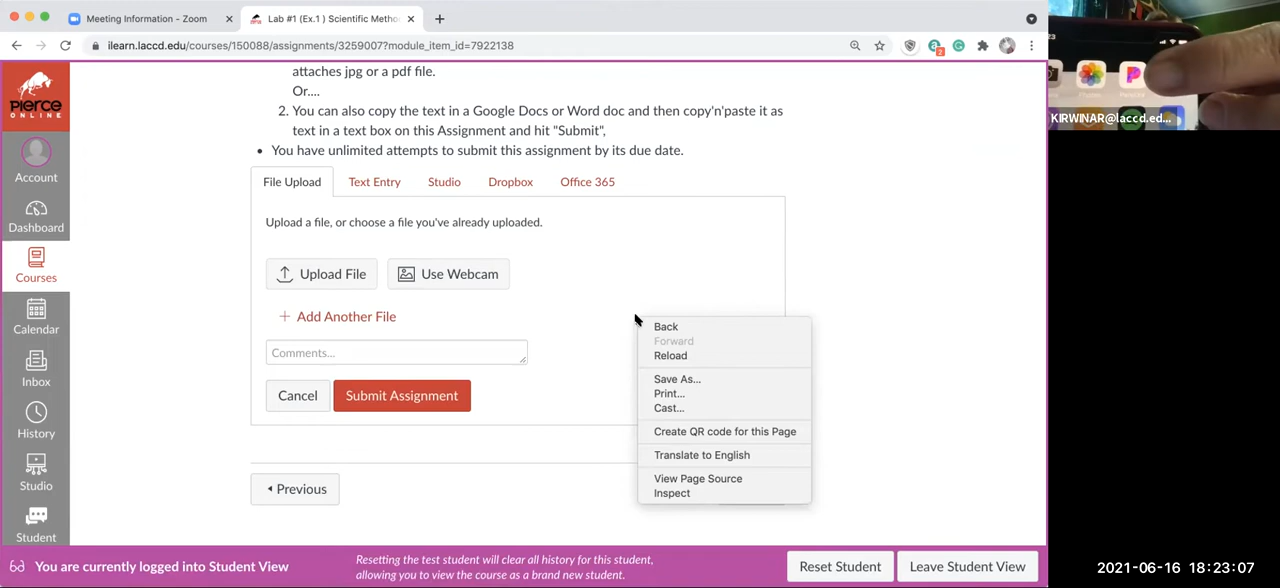 Meeting Information - Zoom
Lab #1 (Ex.1 ) Scientific Metho
ilearn.laccd.edu/courses/150088/assignments/3259007?module_item_id=7922138
2
PIERCE
ONLINE
Account
Dashboard
Courses
Calendar
Inbox
History
Studio
Student
attaches jpg or a pdf file.
Or....
2. You can also copy the text in a Google Docs or Word doc and then copy'n'paste it as
text in a text box on this Assignment and hit "Submit",
• You have unlimited attempts to submit this assignment by its due date.
File Upload
Text Entry
Studio
Dropbox
Office 365
Upload a file, or choose a file you've already uploaded.
Upload File
Use Webcam
+ Add Another File
Comments...
Cancel
Submit Assignment
Previous
Back
Forward
Reload
Save As...
Print...
Cast...
Create QR code for this Page
Translate to English
View Page Source
Inspect
You are currently logged into Student View
Resetting the test student will clear all history for this student,
allowing you to view the course as a brand new student.
Reset Student
Leave Student View
Photos
KIRWINAR@laccd.ed...
2021-06-16 18:23:07